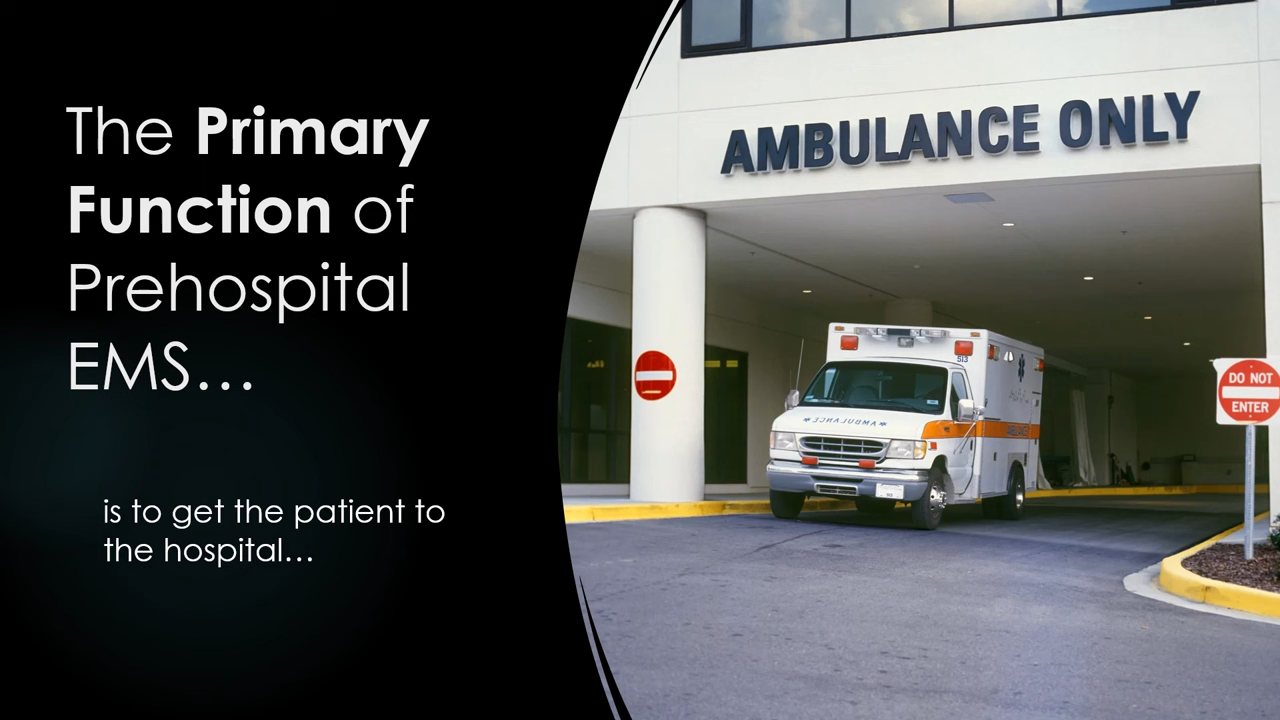 The Primary
Function of
Prehospital
EMS…
is to get the patient to
the hospital…
AMBULANCE ONLY
513
AMBULANCE
DO NOT
ENTER